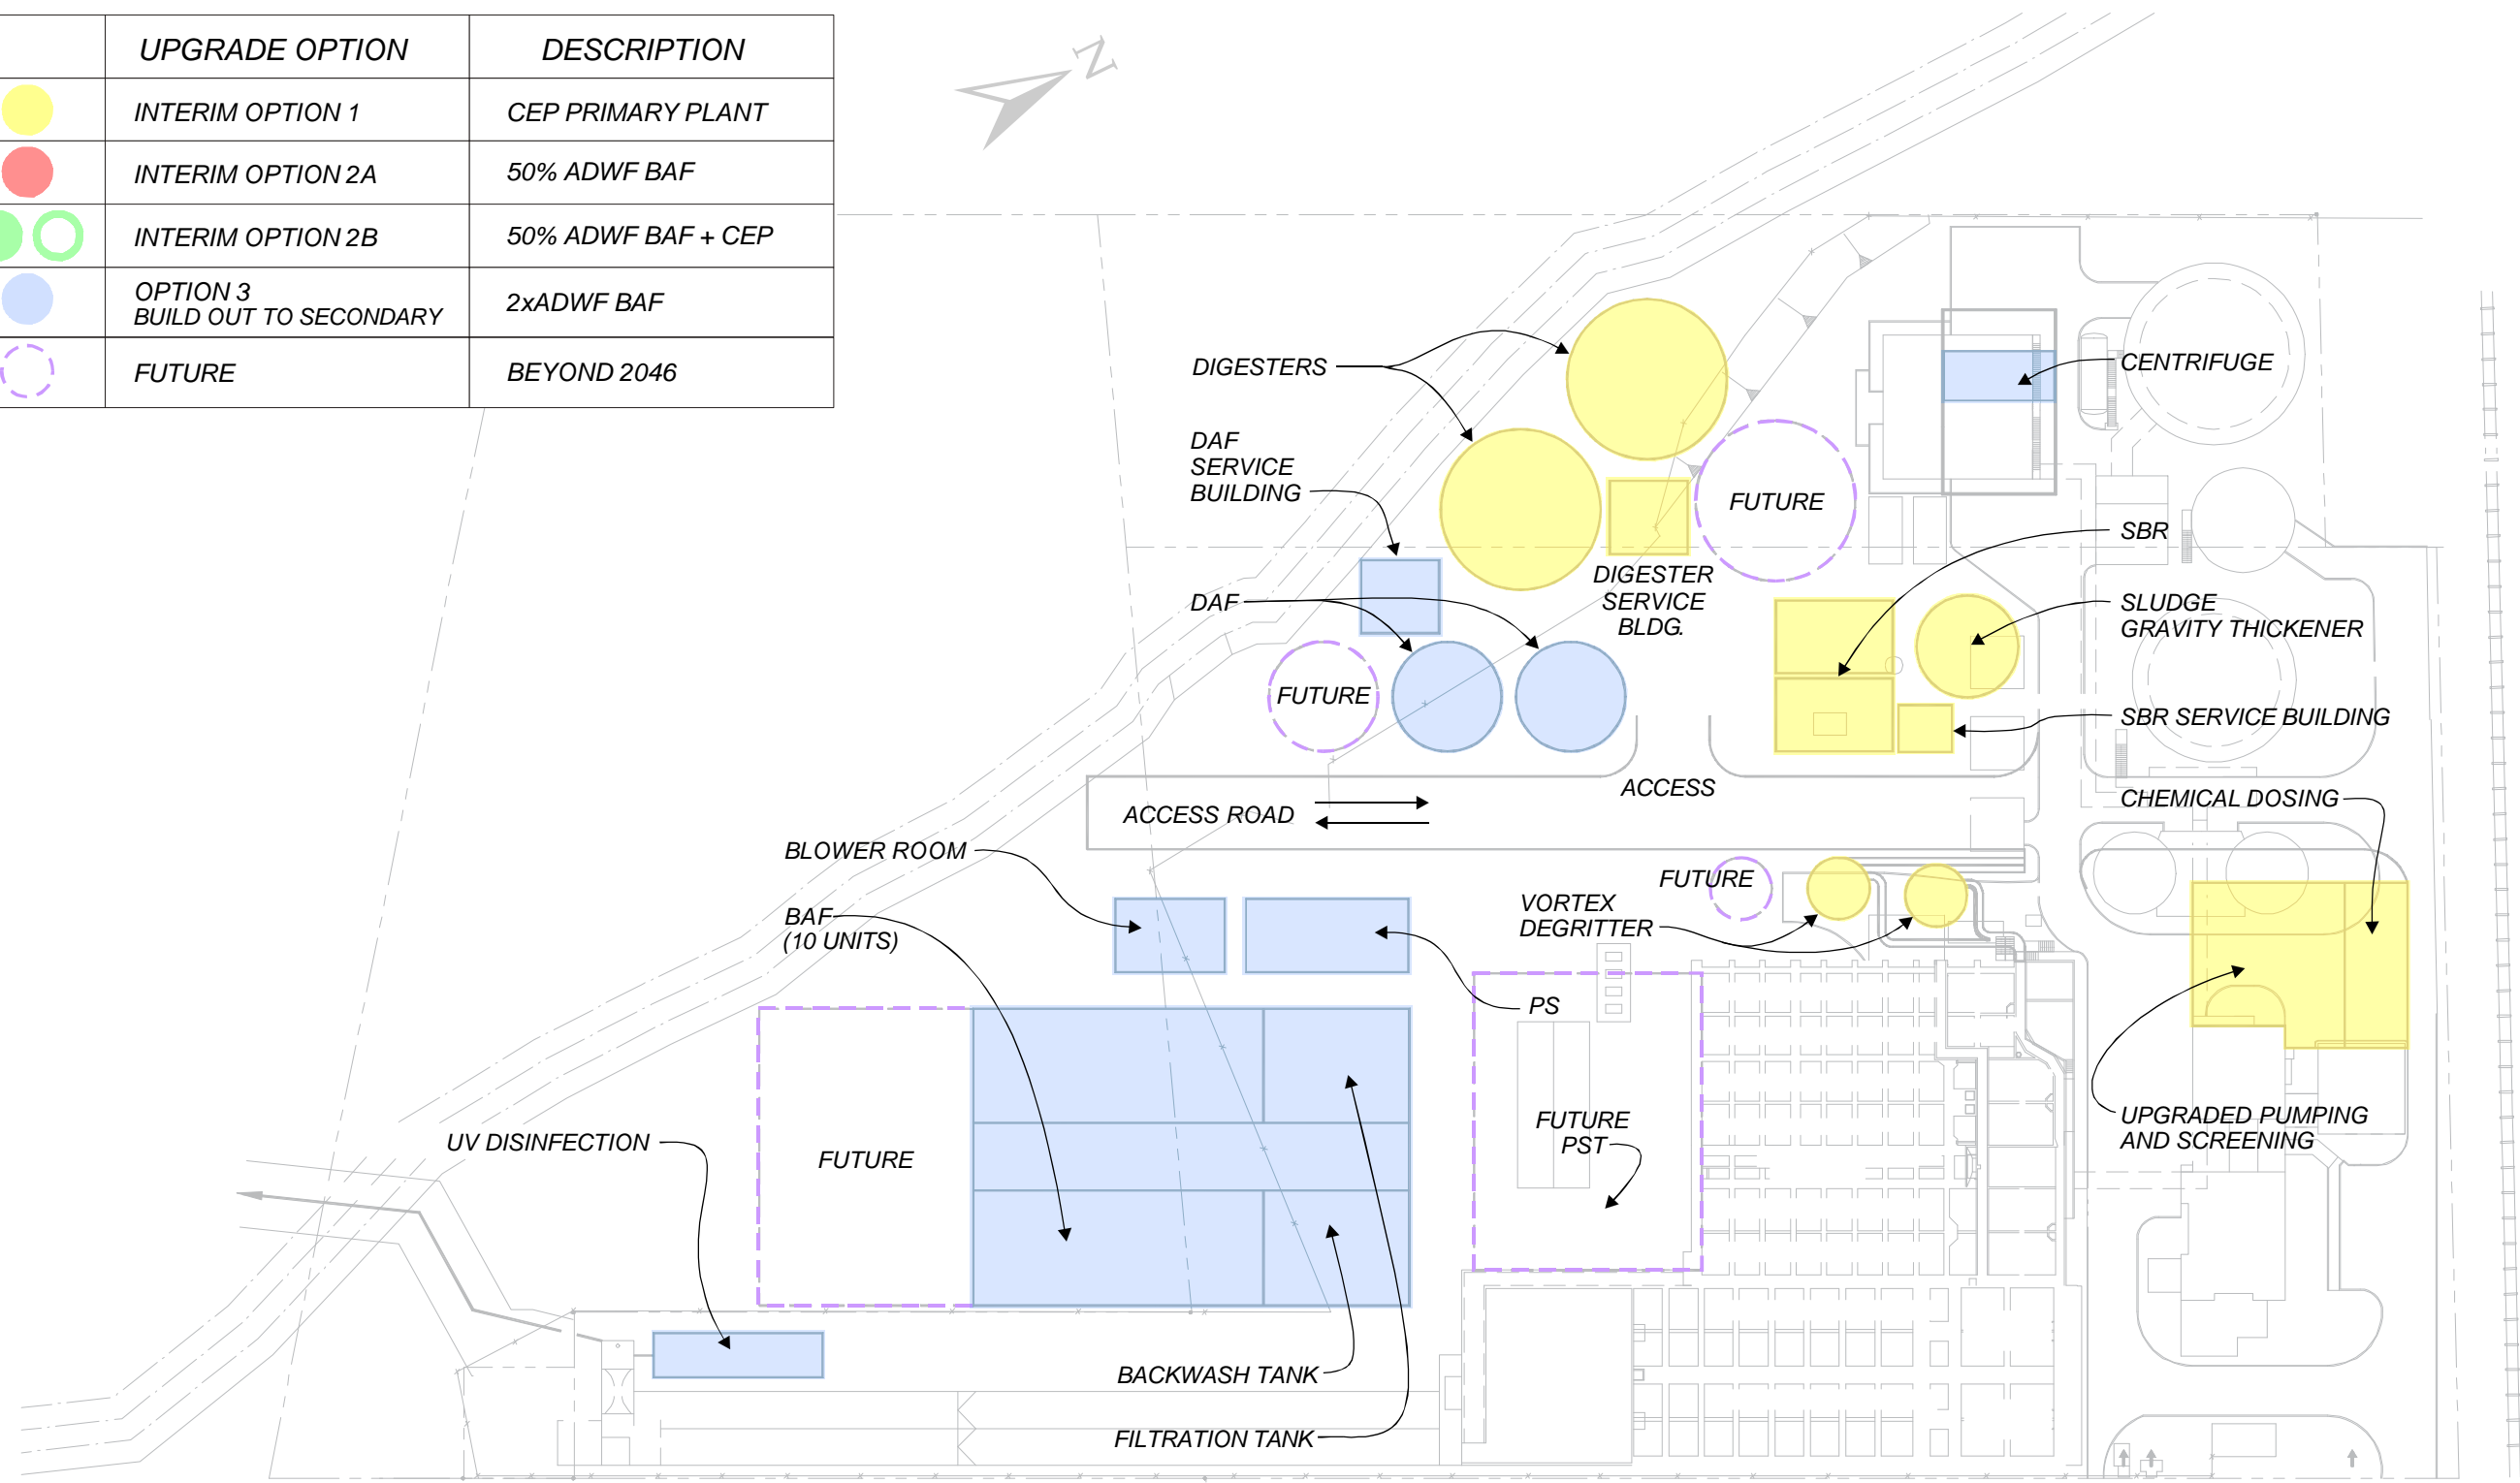 UPGRADE OPTION DESCRIPTION
INTERIM OPTION 1 CEP PRIMARY PLANT
INTERIM OPTION 2A 50% ADWF BAF
INTERIM OPTION 2B 50% ADWF BAF + CEP
OPTION 3
BUILD OUT TO SECONDARY 2xADWF BAF
FUTURE BEYOND 2046
N
DIGESTERS
CENTRIFUGE
DAF
SERVICE
BUILDING
FUTURE
SBR
DIGESTER
SERVICE
BLDG.
DAF
SLUDGE
GRAVITY THICKENER
FUTURE
SBR SERVICE BUILDING
ACCESS
ACCESS ROAD
CHEMICAL DOSING
BLOWER ROOM
FUTURE
VORTEX
DEGRITTER
BAF
(10 UNITS)
PS
FUTURE
PST
UPGRADED PUMPING
AND SCREENING
UV DISINFECTION
FUTURE
BACKWASH TANK
FILTRATION TANK